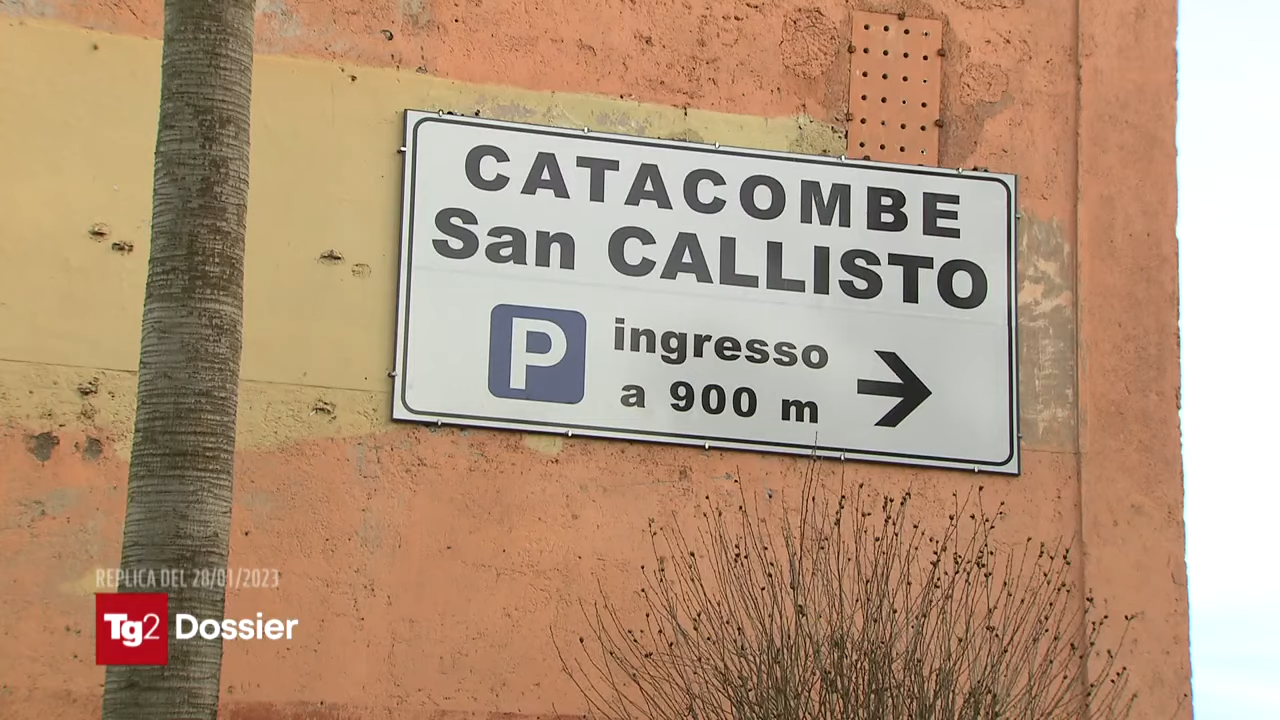 CATACOMBE
San CALLISTO
P ingresso
a 900 m
REPLICA DEL 28/01/2023
Tg2 Dossier